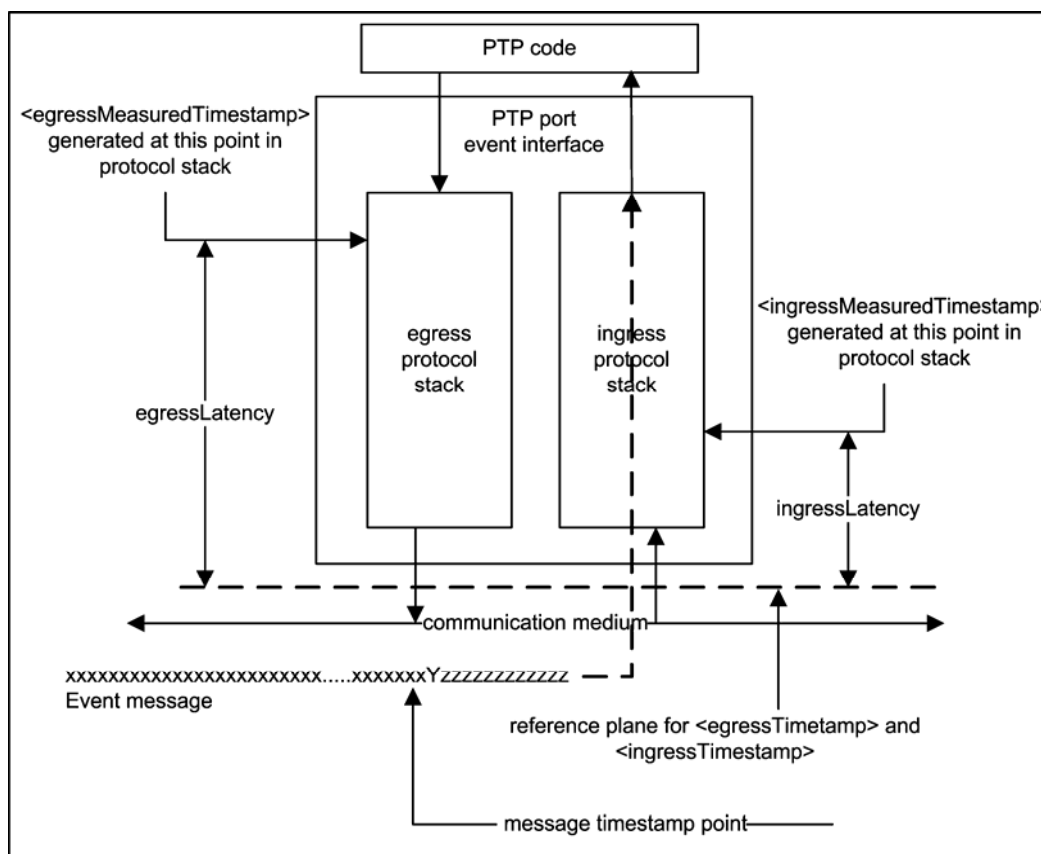 PTP code
<egressMeasuredTimestamp>
generated at this point in
protocol stack
PTP port
event interface
egress
protocol
stack
ingress
protocol
stack
<ingressMeasuredTimestamp>
generated at this point in
protocol stack
egressLatency
ingressLatency
communication medium
xxxxxxxxxxxxxxxxxxxxxxxx.....xxxxxxxYzzzzzzzzzzzz
Event message
reference plane for <egressTimetamp> and
<ingressTimestamp>
message timestamp point